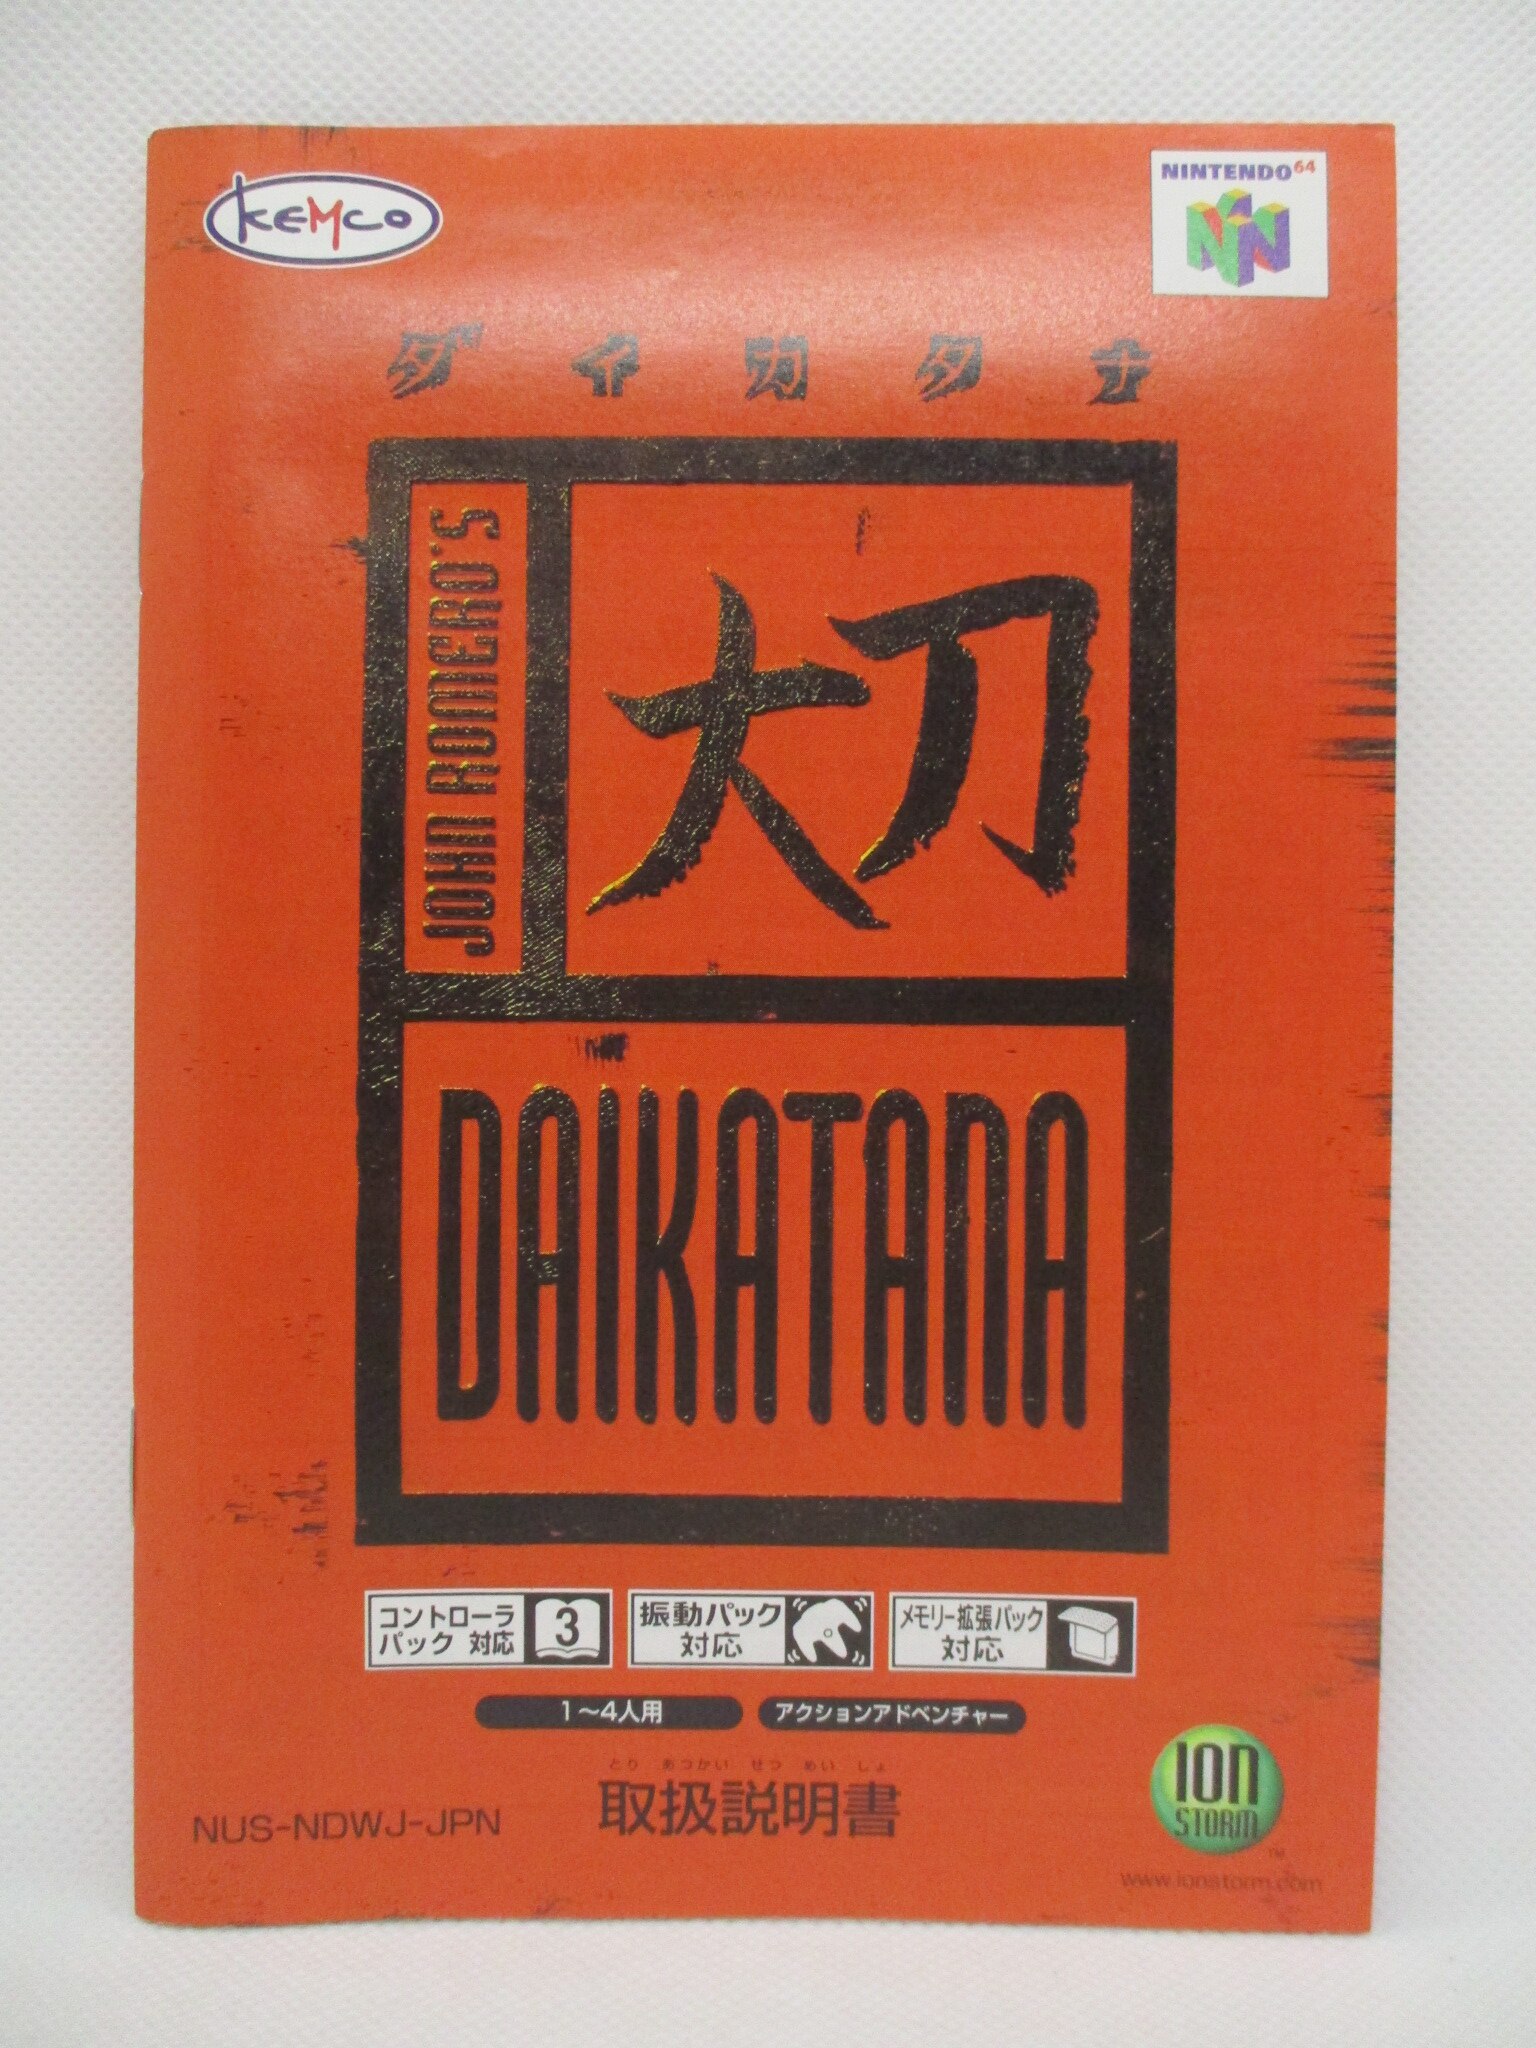 KEMCO
NINTENDO 64
ダイカタナ
JOHN ROMERO'S
大刀
DAIKATANA
コントローラ
パック 対応
3
振動パック
対応
メモリー拡張パック
対応
1〜4人用
アクションアドベンチャー
とり あつかい せつ めい しょ
取扱説明書
NUS-NDWJ-JPN
ION
STORM
TM
www.ionstorm.com